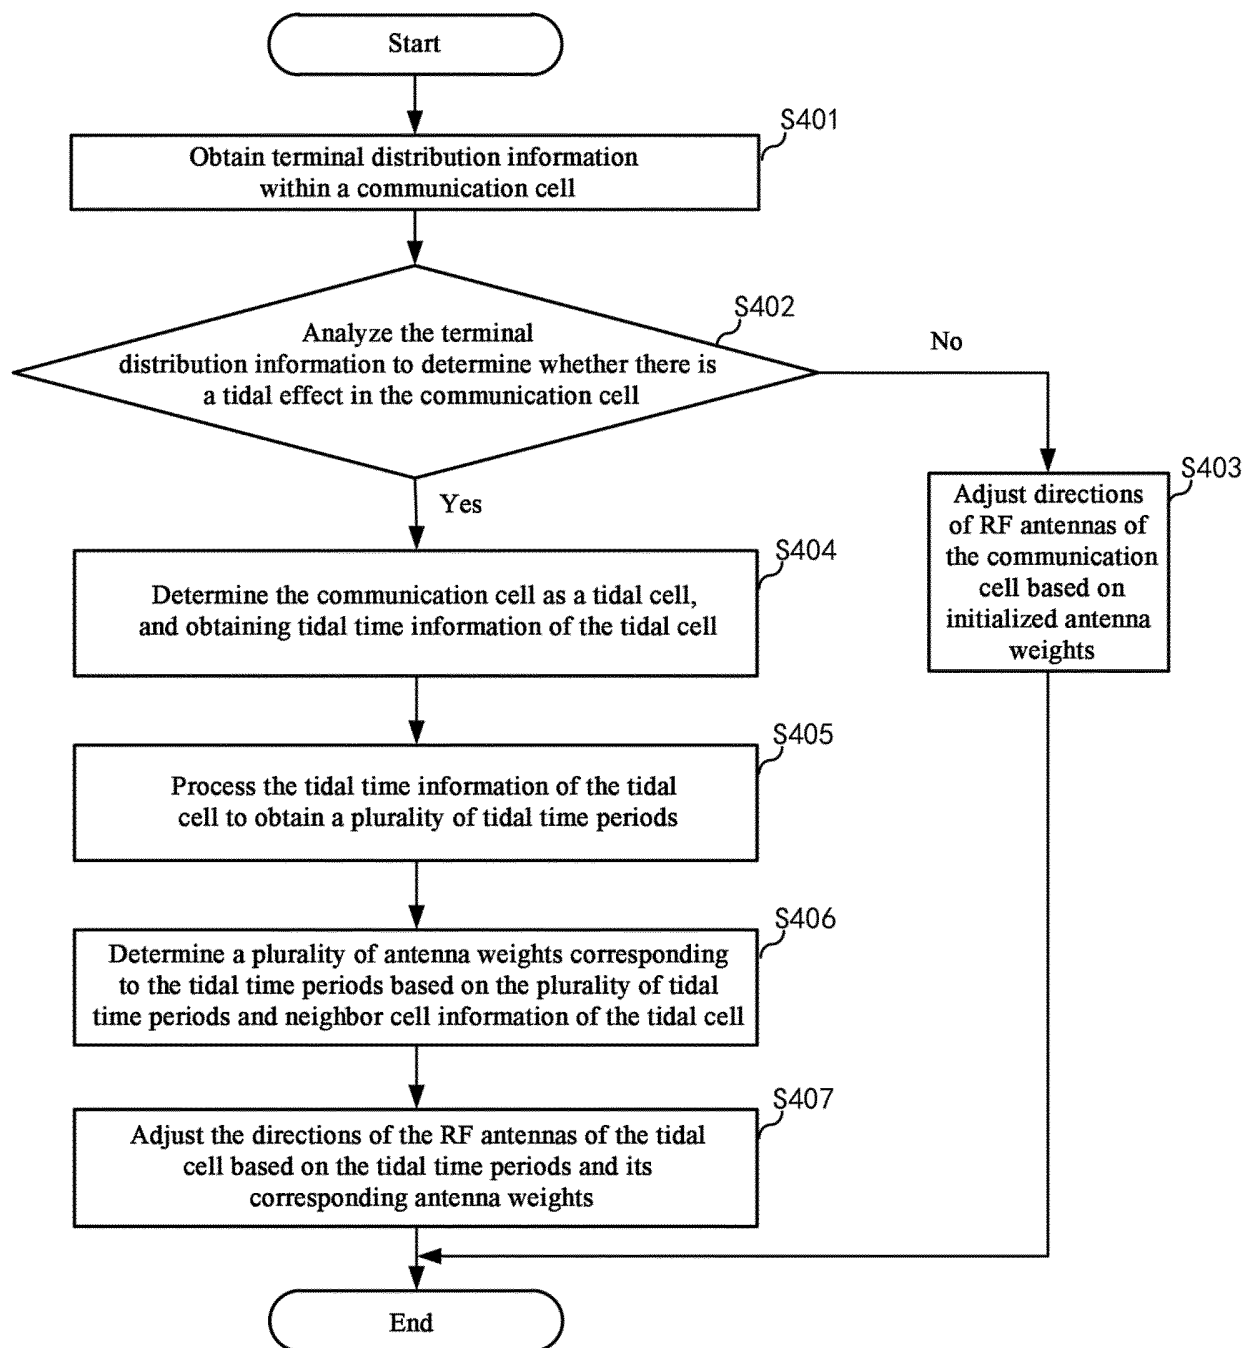 Start
S401
Obtain terminal distribution information
within a communication cell
S402
Analyze the terminal
distribution information to determine whether there is
a tidal effect in the communication cell
No
Yes
S403
Adjust directions
of RF antennas of
the communication
cell based on
initialized antenna
weights
S404
Determine the communication cell as a tidal cell,
and obtaining tidal time information of the tidal cell
S405
Process the tidal time information of the tidal
cell to obtain a plurality of tidal time periods
S406
Determine a plurality of antenna weights corresponding
to the tidal time periods based on the plurality of tidal
time periods and neighbor cell information of the tidal cell
S407
Adjust the directions of the RF antennas of the tidal
cell based on the tidal time periods and its
corresponding antenna weights
End